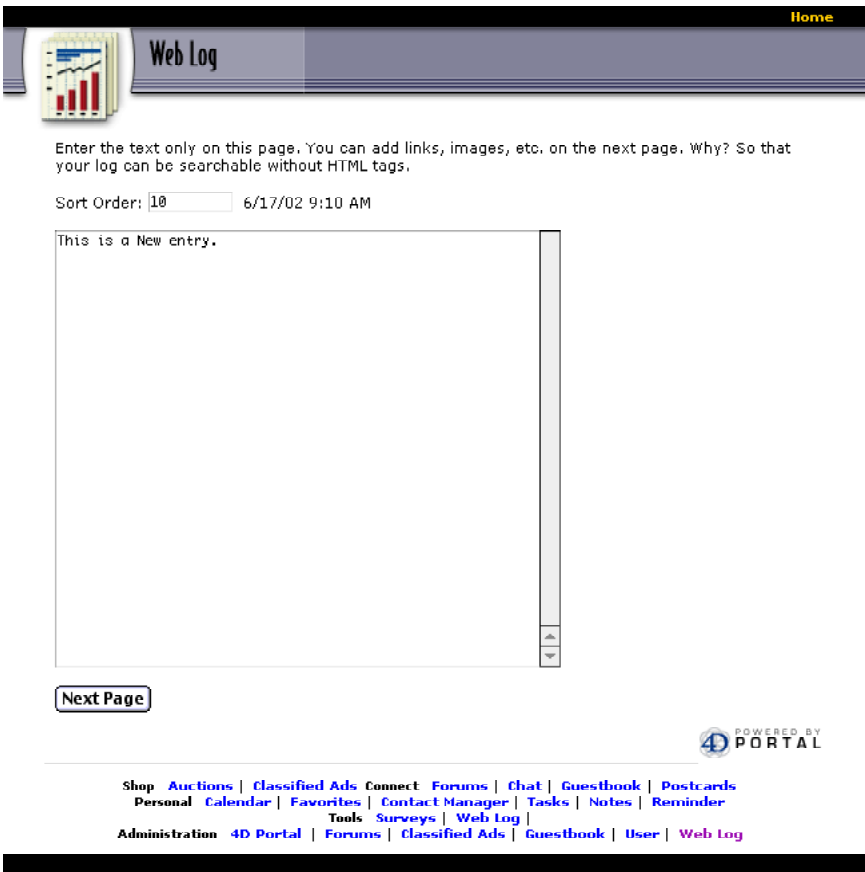 Home
Web Log
Enter the text only on this page. You can add links, images, etc. on the next page. Why? So that
your log can be searchable without HTML tags.
Sort Order: 10 6/17/02 9:10 AM
This is a New entry.
Next Page
4D POWERED BY
PORTAL
Shop Auctions | Classified Ads Connect Forums | Chat | Guestbook | Postcards
Personal Calendar | Favorites | Contact Manager | Tasks | Notes | Reminder
Tools Surveys | Web Log |
Administration 4D Portal | Forums | Classified Ads | Guestbook | User | Web Log